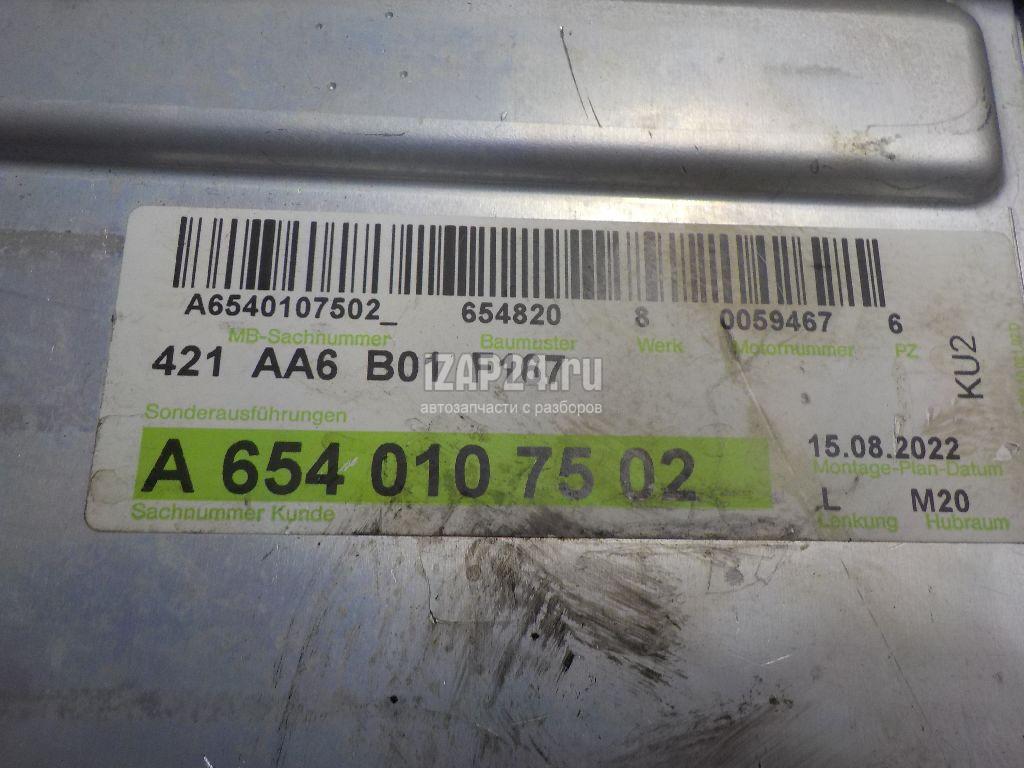 A6540107502_ 654820 8 0059467 6
MB-Sachnummer Baumuster Werk Motornummer PZ
421 AA6 B01 F467
IZAP24.ru
автозапчасти с разборов
KU2
Sonderausführungen
A 654 010 75 02
15.08.2022
Montage-Plan-Datum
Sachnummer Kunde
L M20
Lenkung Hubraum